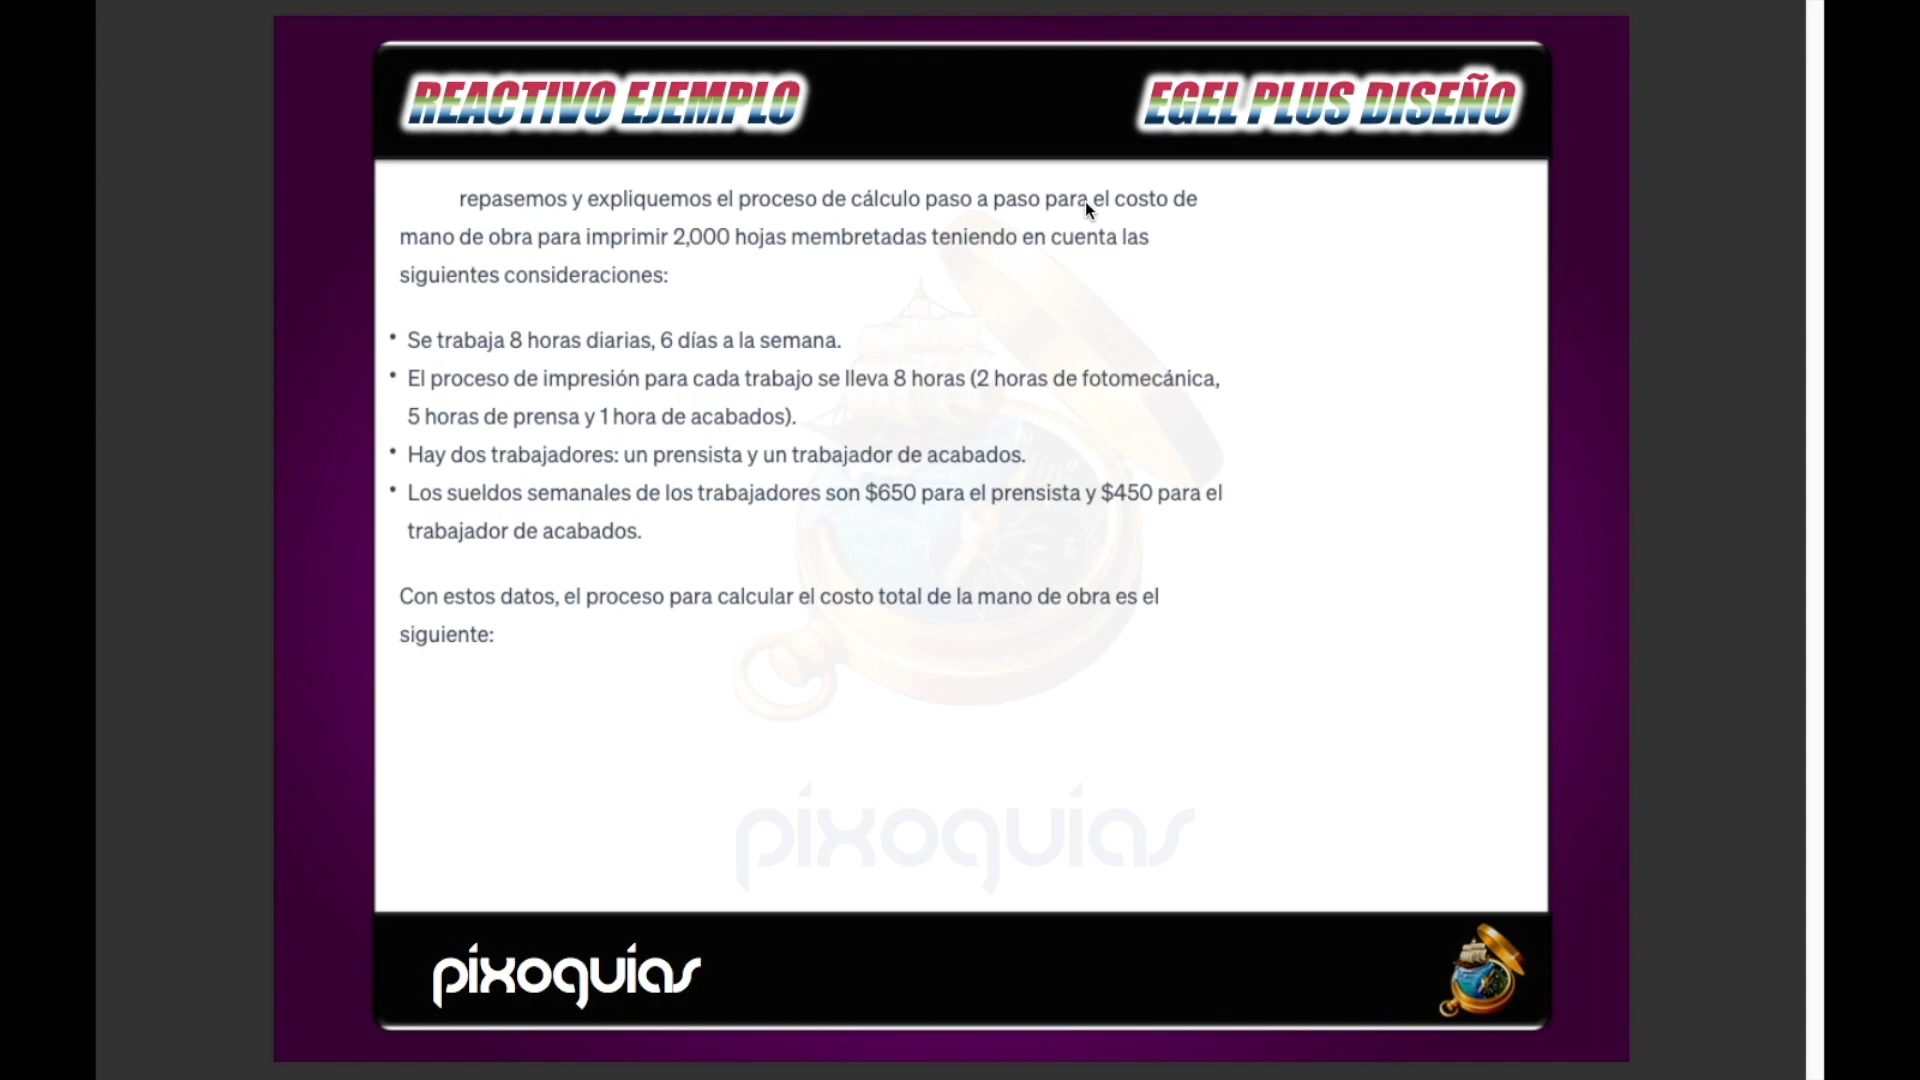 REACTIVO EJEMPLO
EGEL PLUS DISEÑO
repasemos y expliquemos el proceso de cálculo paso a paso para el costo de
mano de obra para imprimir 2,000 hojas membretadas teniendo en cuenta las
siguientes consideraciones:
• Se trabaja 8 horas diarias, 6 días a la semana.
• El proceso de impresión para cada trabajo se lleva 8 horas (2 horas de fotomecánica,
5 horas de prensa y 1 hora de acabados).
• Hay dos trabajadores: un prensista y un trabajador de acabados.
• Los sueldos semanales de los trabajadores son $650 para el prensista y $450 para el
trabajador de acabados.
Con estos datos, el proceso para calcular el costo total de la mano de obra es el
siguiente:
pixoguías
pixoguías